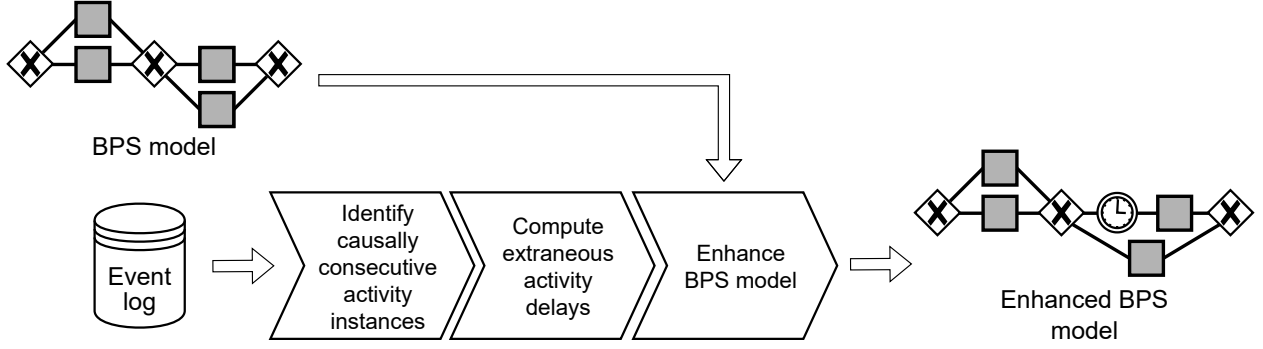 BPS model
Event
log
Identify
causally
consecutive
activity
instances
Compute
extraneous
activity
delays
Enhance
BPS model
Enhanced BPS
model